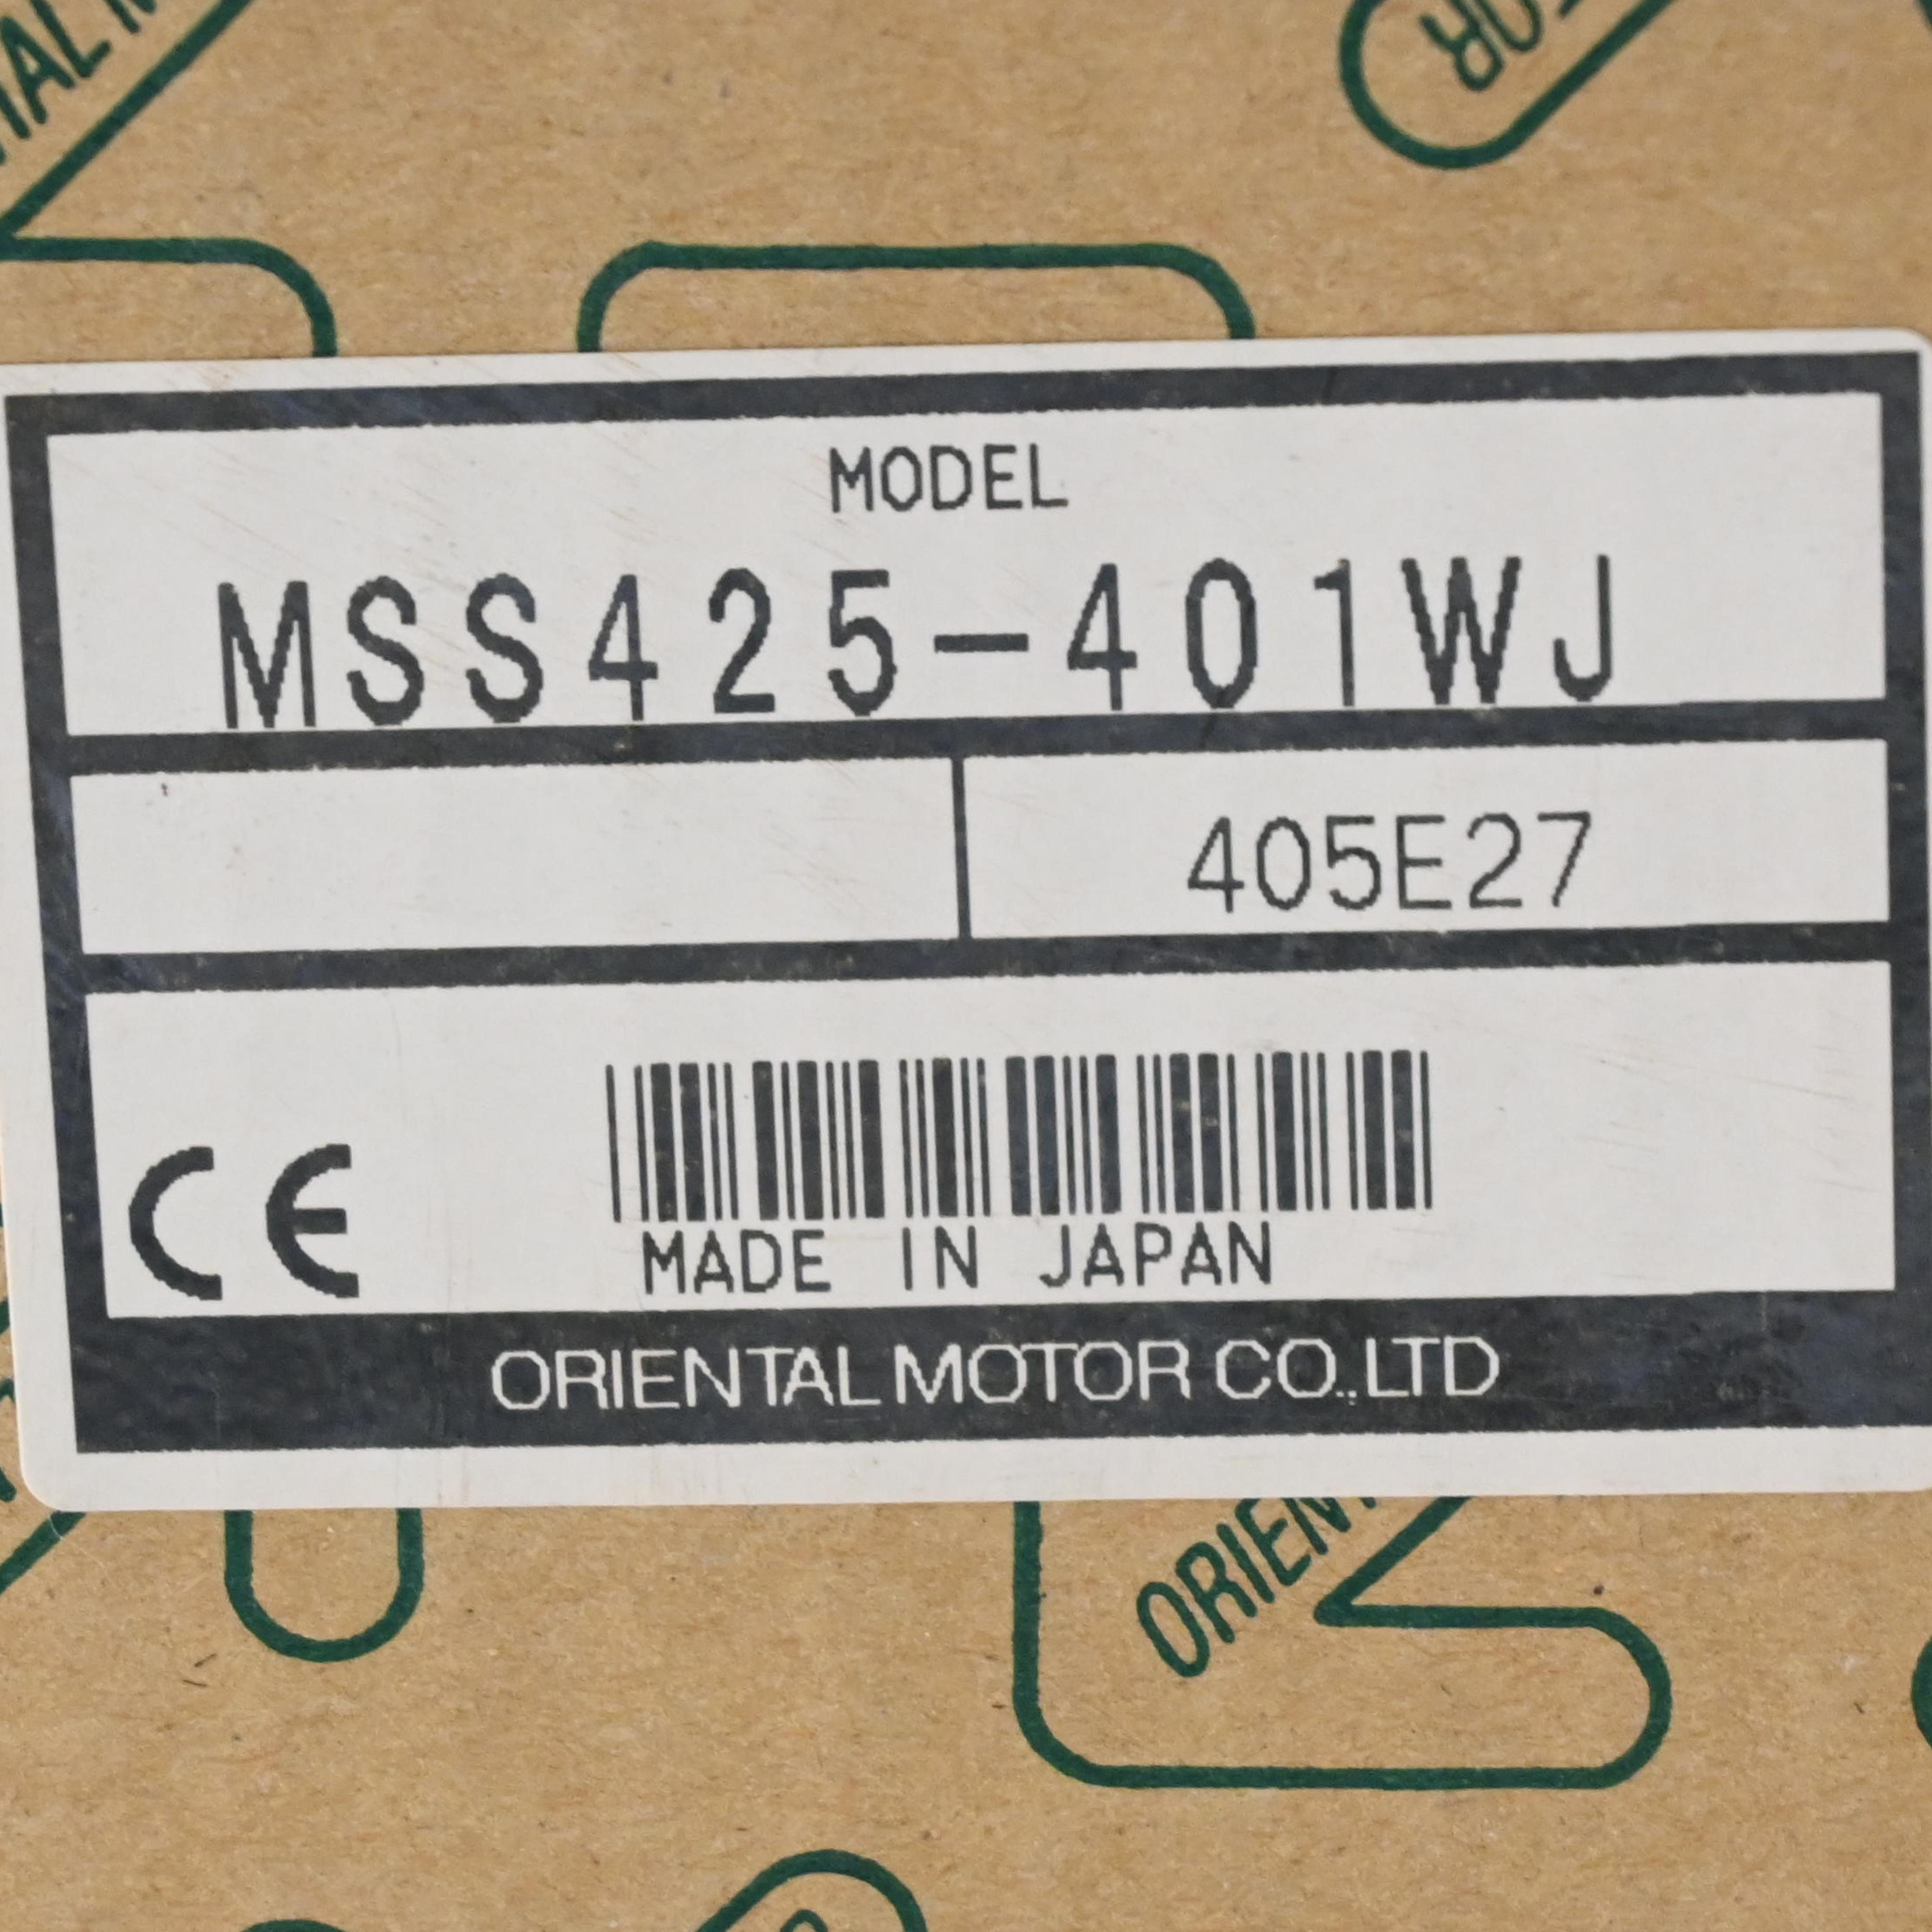 MODEL
MSS425-401WJ
405E27
CE
MADE IN JAPAN
ORIENTAL MOTOR CO.,LTD